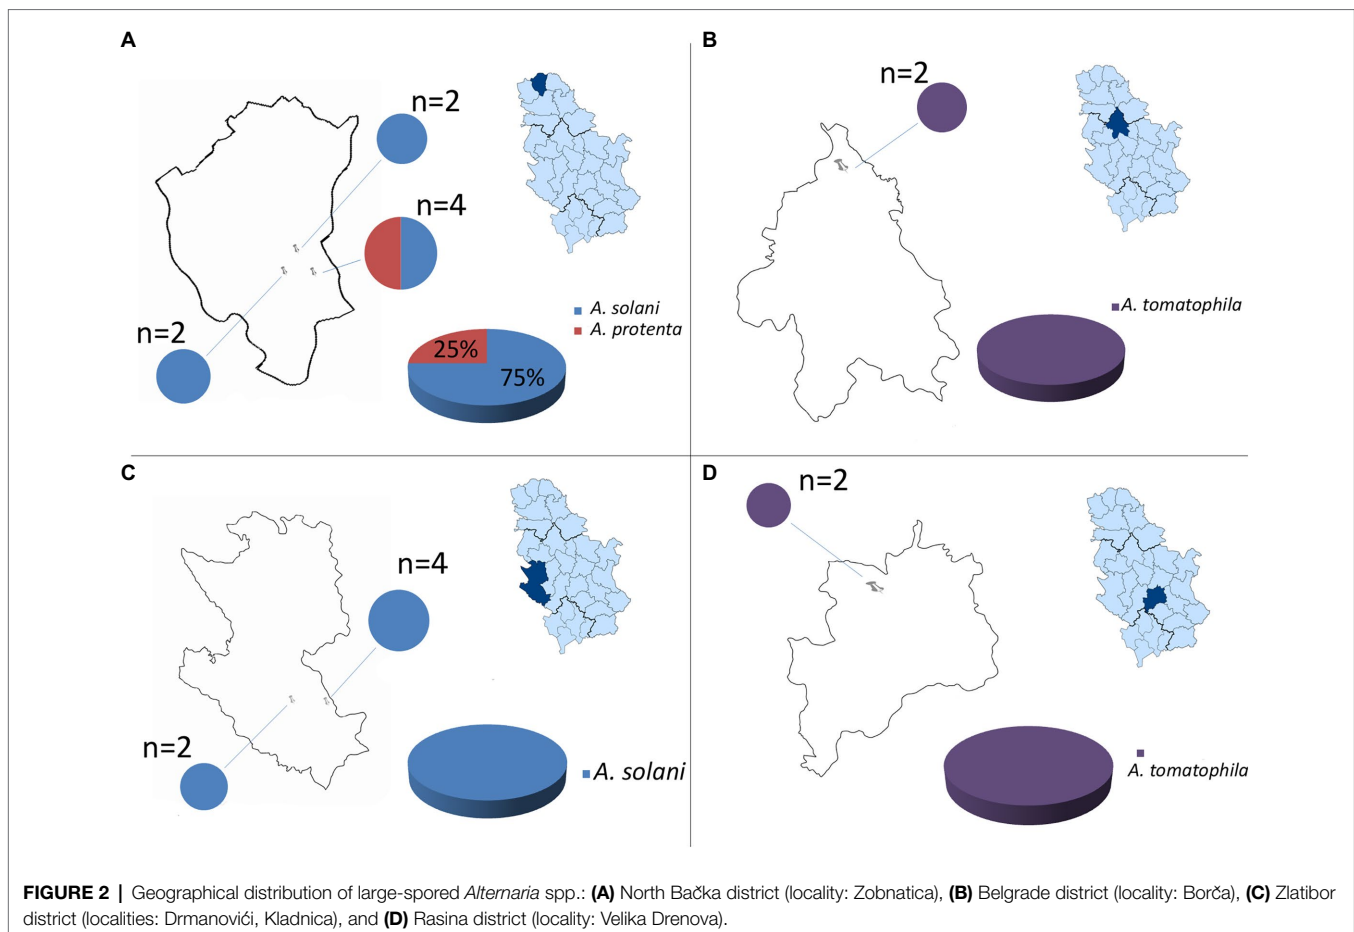 A
n=2
n=4
n=2
A. solani
A. protenta
25%
75%
B
n=2
A. tomatophila
C
n=4
n=2
A. solani
D
n=2
A. tomatophila
FIGURE 2 | Geographical distribution of large-spored Alternaria spp.: (A) North Bačka district (locality: Zobnatica), (B) Belgrade district (locality: Borča), (C) Zlatibor
district (localities: Drmanovići, Kladnica), and (D) Rasina district (locality: Velika Drenova).